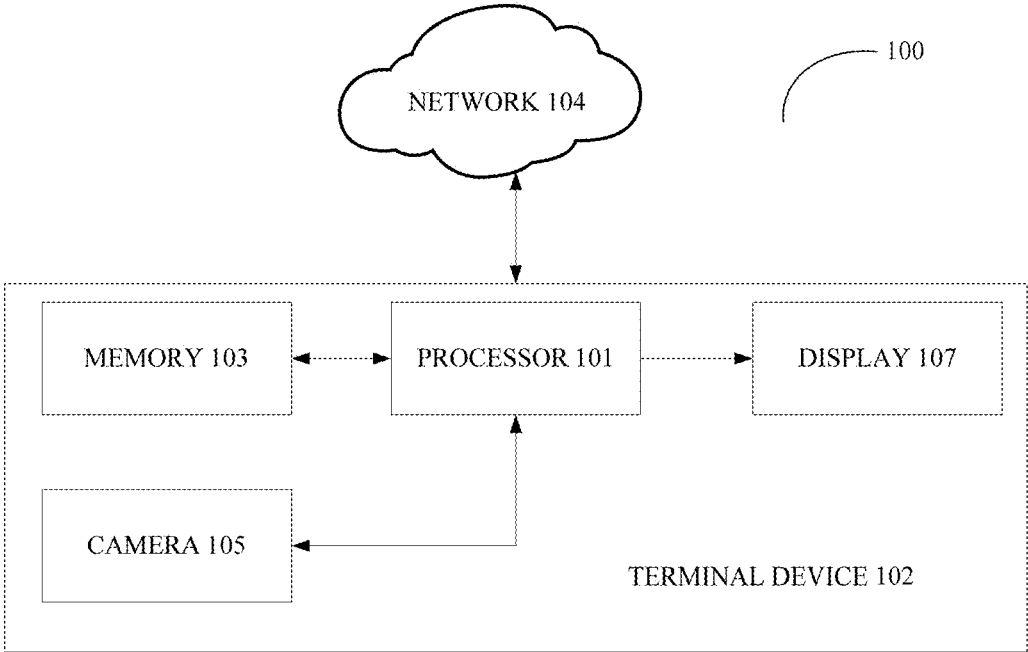 100
NETWORK 104
MEMORY 103
PROCESSOR 101
DISPLAY 107
CAMERA 105
TERMINAL DEVICE 102